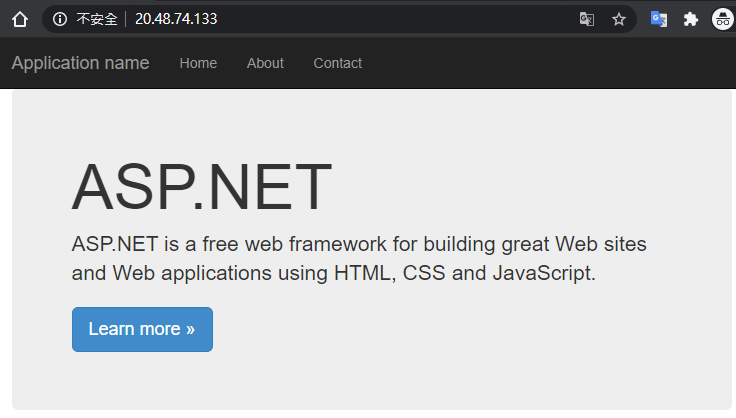 不安全 20.48.74.133
Application name Home About Contact
ASP.NET
ASP.NET is a free web framework for building great Web sites
and Web applications using HTML, CSS and JavaScript.
Learn more »